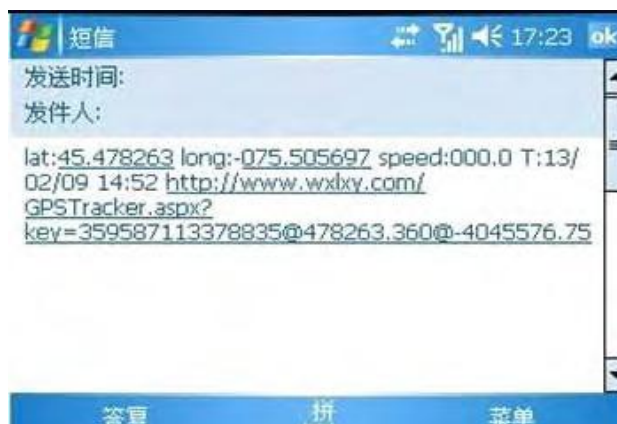 短信 17:23 ok
发送时间:
发件人:
lat:45.478263 long:-075.505697 speed:000.0 T:13/
02/09 14:52 http://www.wxlxy.com/
GPSTracker.aspx?
key=359587113378835@478263.360@-4045576.75
答复 拼 菜单